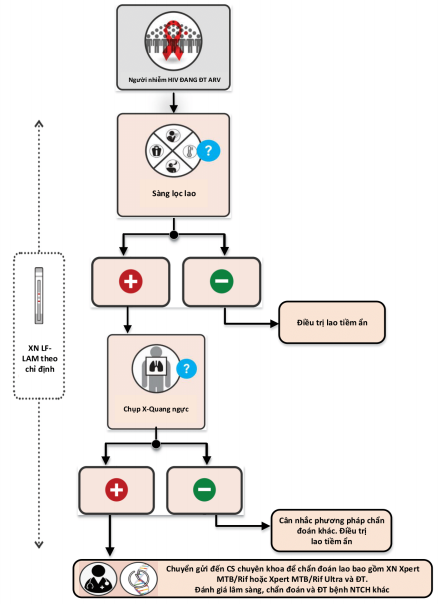 Người nhiễm HIV ĐANG ĐT ARV
?
Sàng lọc lao
Điều trị lao tiềm ẩn
XN LF-
LAM theo
chỉ định
?
Chụp X-Quang ngực
Cân nhắc phương pháp chẩn
đoán khác. Điều trị
lao tiềm ẩn
Chuyển gửi đến CS chuyên khoa để chẩn đoán lao bao gồm XN Xpert
MTB/Rif hoặc Xpert MTB/Rif Ultra và ĐT.
Đánh giá lâm sàng, chẩn đoán và ĐT bệnh NTCH khác